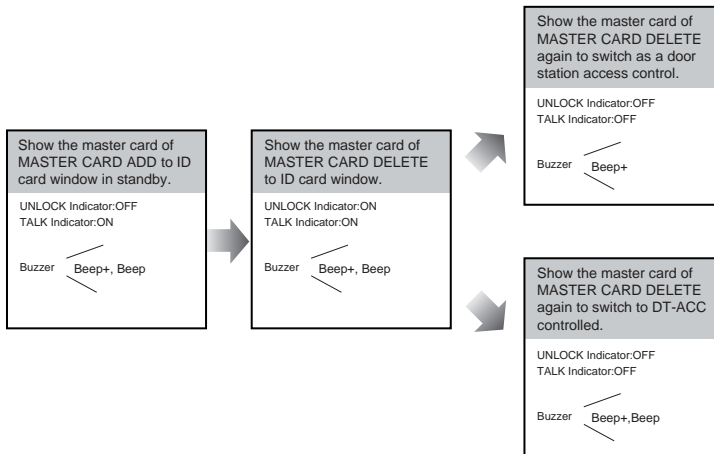 Show the master card of
MASTER CARD ADD to ID
card window in standby.
UNLOCK Indicator:OFF
TALK Indicator:ON
Buzzer Beep+, Beep
Show the master card of
MASTER CARD DELETE
to ID card window.
UNLOCK Indicator:ON
TALK Indicator:ON
Buzzer Beep+, Beep
Show the master card of
MASTER CARD DELETE
again to switch as a door
station access control.
UNLOCK Indicator:OFF
TALK Indicator:OFF
Buzzer Beep+
Show the master card of
MASTER CARD DELETE
again to switch to DT-ACC
controlled.
UNLOCK Indicator:OFF
TALK Indicator:OFF
Buzzer Beep+,Beep